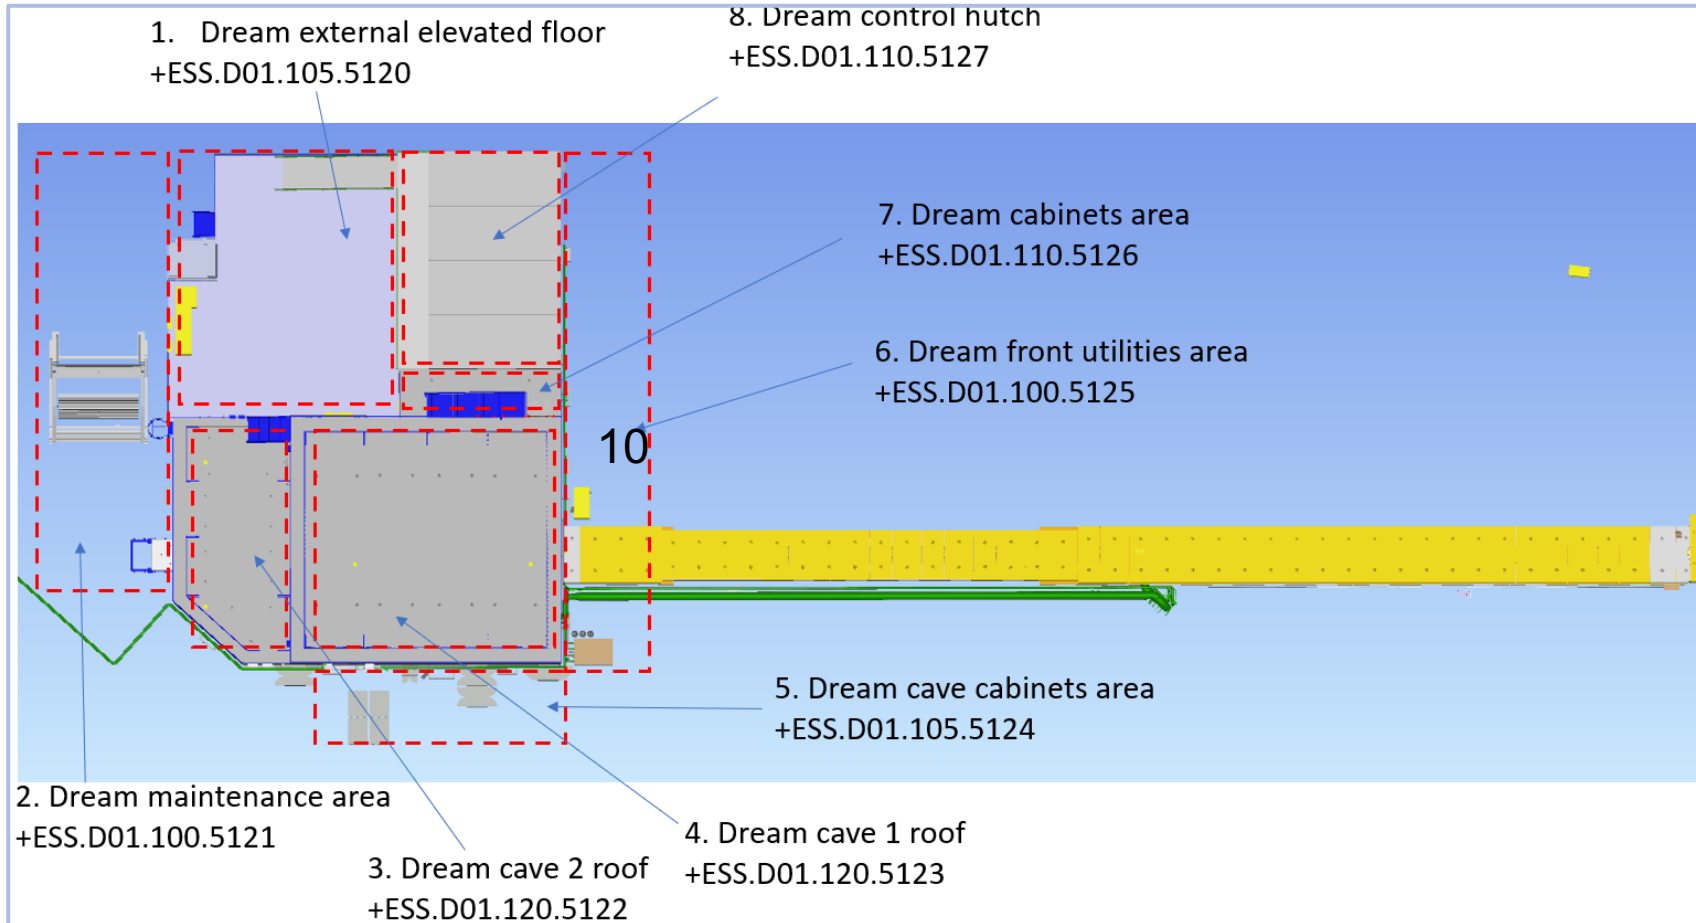 1. Dream external elevated floor
+ESS.D01.105.5120
8. Dream control hutch
+ESS.D01.110.5127
7. Dream cabinets area
+ESS.D01.110.5126
6. Dream front utilities area
+ESS.D01.100.5125
10
5. Dream cave cabinets area
+ESS.D01.105.5124
2. Dream maintenance area
+ESS.D01.100.5121
4. Dream cave 1 roof
+ESS.D01.120.5123
3. Dream cave 2 roof
+ESS.D01.120.5122